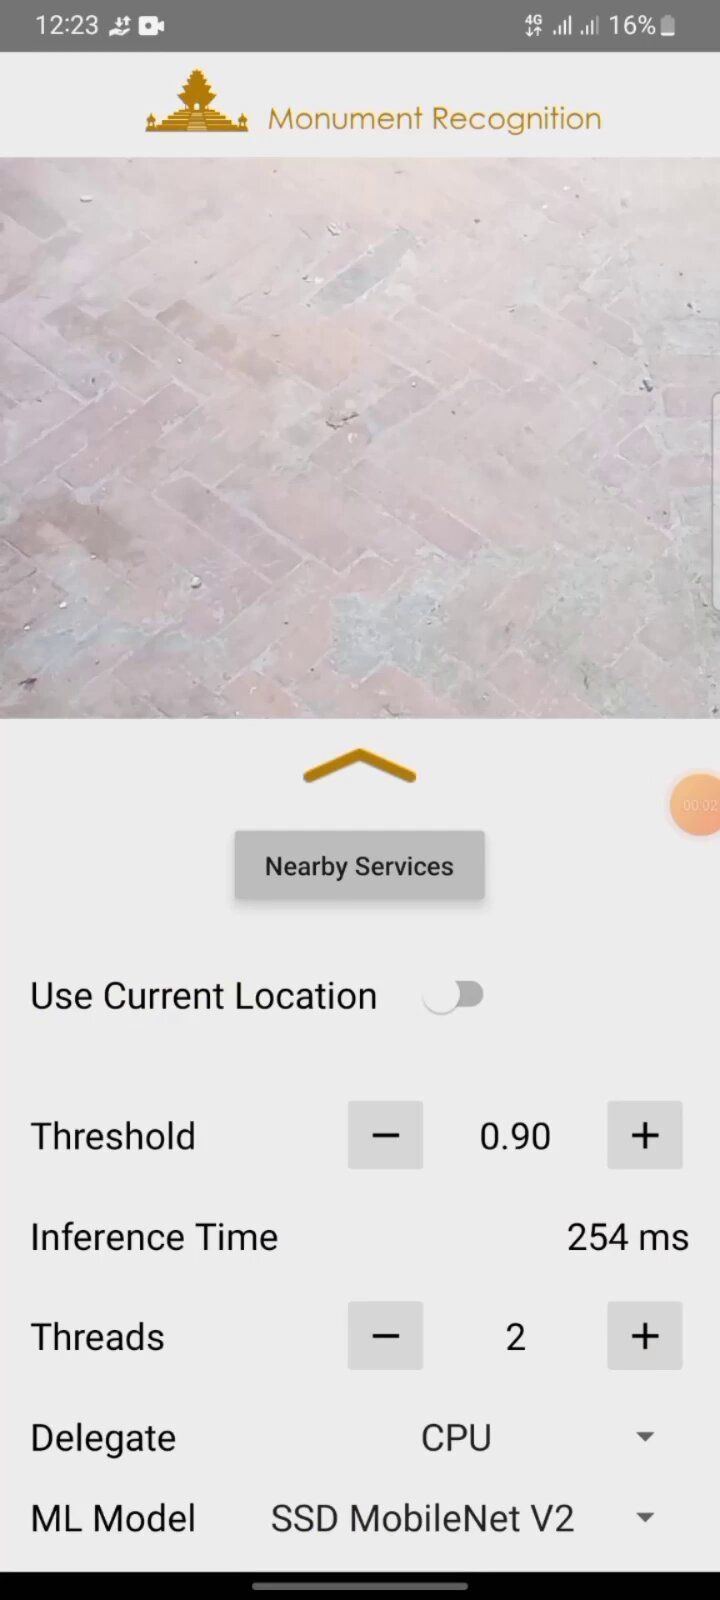 12:23 4G 16%
Monument Recognition
00:02
Nearby Services
Use Current Location
Threshold − 0.90 +
Inference Time 254 ms
Threads − 2 +
Delegate CPU
ML Model SSD MobileNet V2